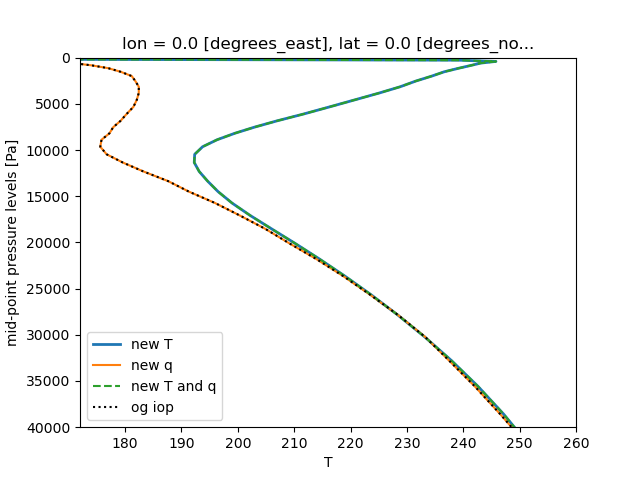 lon = 0.0 [degrees_east], lat = 0.0 [degrees_no...
mid-point pressure levels [Pa]
0
5000
10000
15000
20000
25000
30000
35000
40000
new T
new q
new T and q
og iop
180 190 200 210 220 230 240 250 260
T